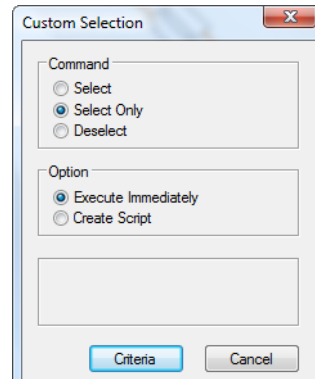 Custom Selection
Command
Select
Select Only
Deselect
Option
Execute Immediately
Create Script
Criteria
Cancel